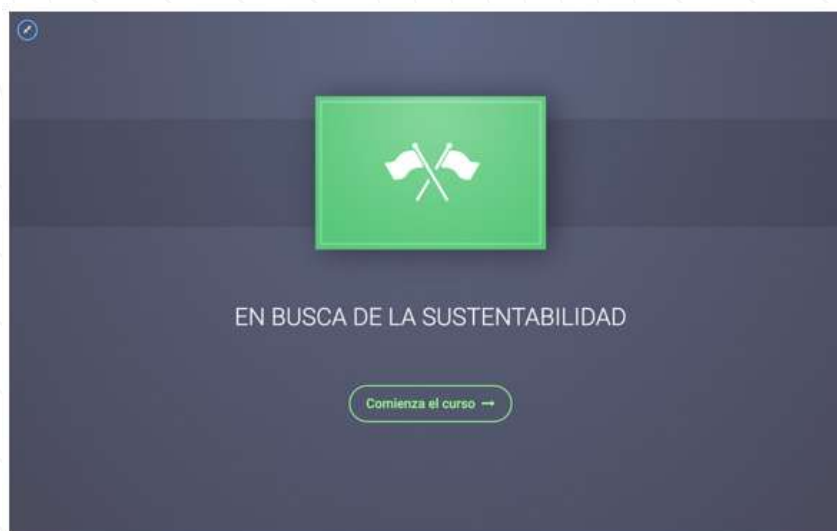 EN BUSCA DE LA SUSTENTABILIDAD
Comienza el curso →